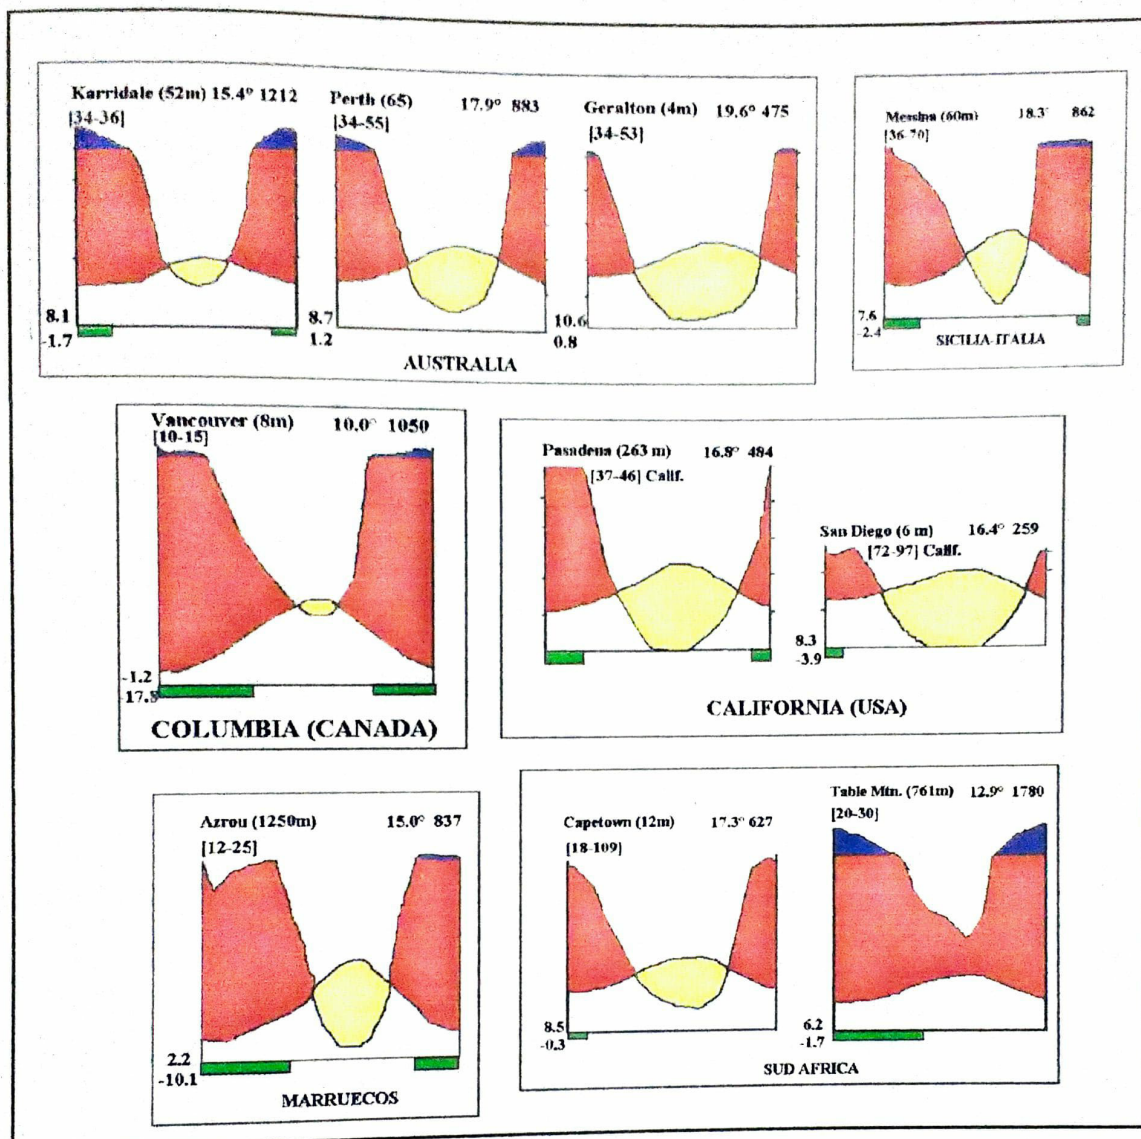 Karridale (52m) 15.4° 1212
[34-36]
8.1
-1.7
Perth (65) 17.9° 883
[34-55]
8.7
1.2
Geralton (4m) 19.6° 475
[34-53]
10.6
0.8
AUSTRALIA
Messina (60m) 18.3° 862
[36-70]
7.6
-2.4
SICILIA-ITALIA
Vancouver (8m) 10.0° 1050
[10-15]
-1.2
-17.8
COLUMBIA (CANADA)
Pasadena (263 m) 16.8° 484
[37-46] Calif.
San Diego (6 m) 16.4° 259
[72-97] Calif.
8.3
-3.9
CALIFORNIA (USA)
Azrou (1250m) 15.0° 837
[12-25]
2.2
-10.1
MARRUECOS
Capetown (12m) 17.3° 627
[18-109]
8.5
-0.3
Table Mtn. (761m) 12.9° 1780
[20-30]
6.2
-1.7
SUD AFRICA